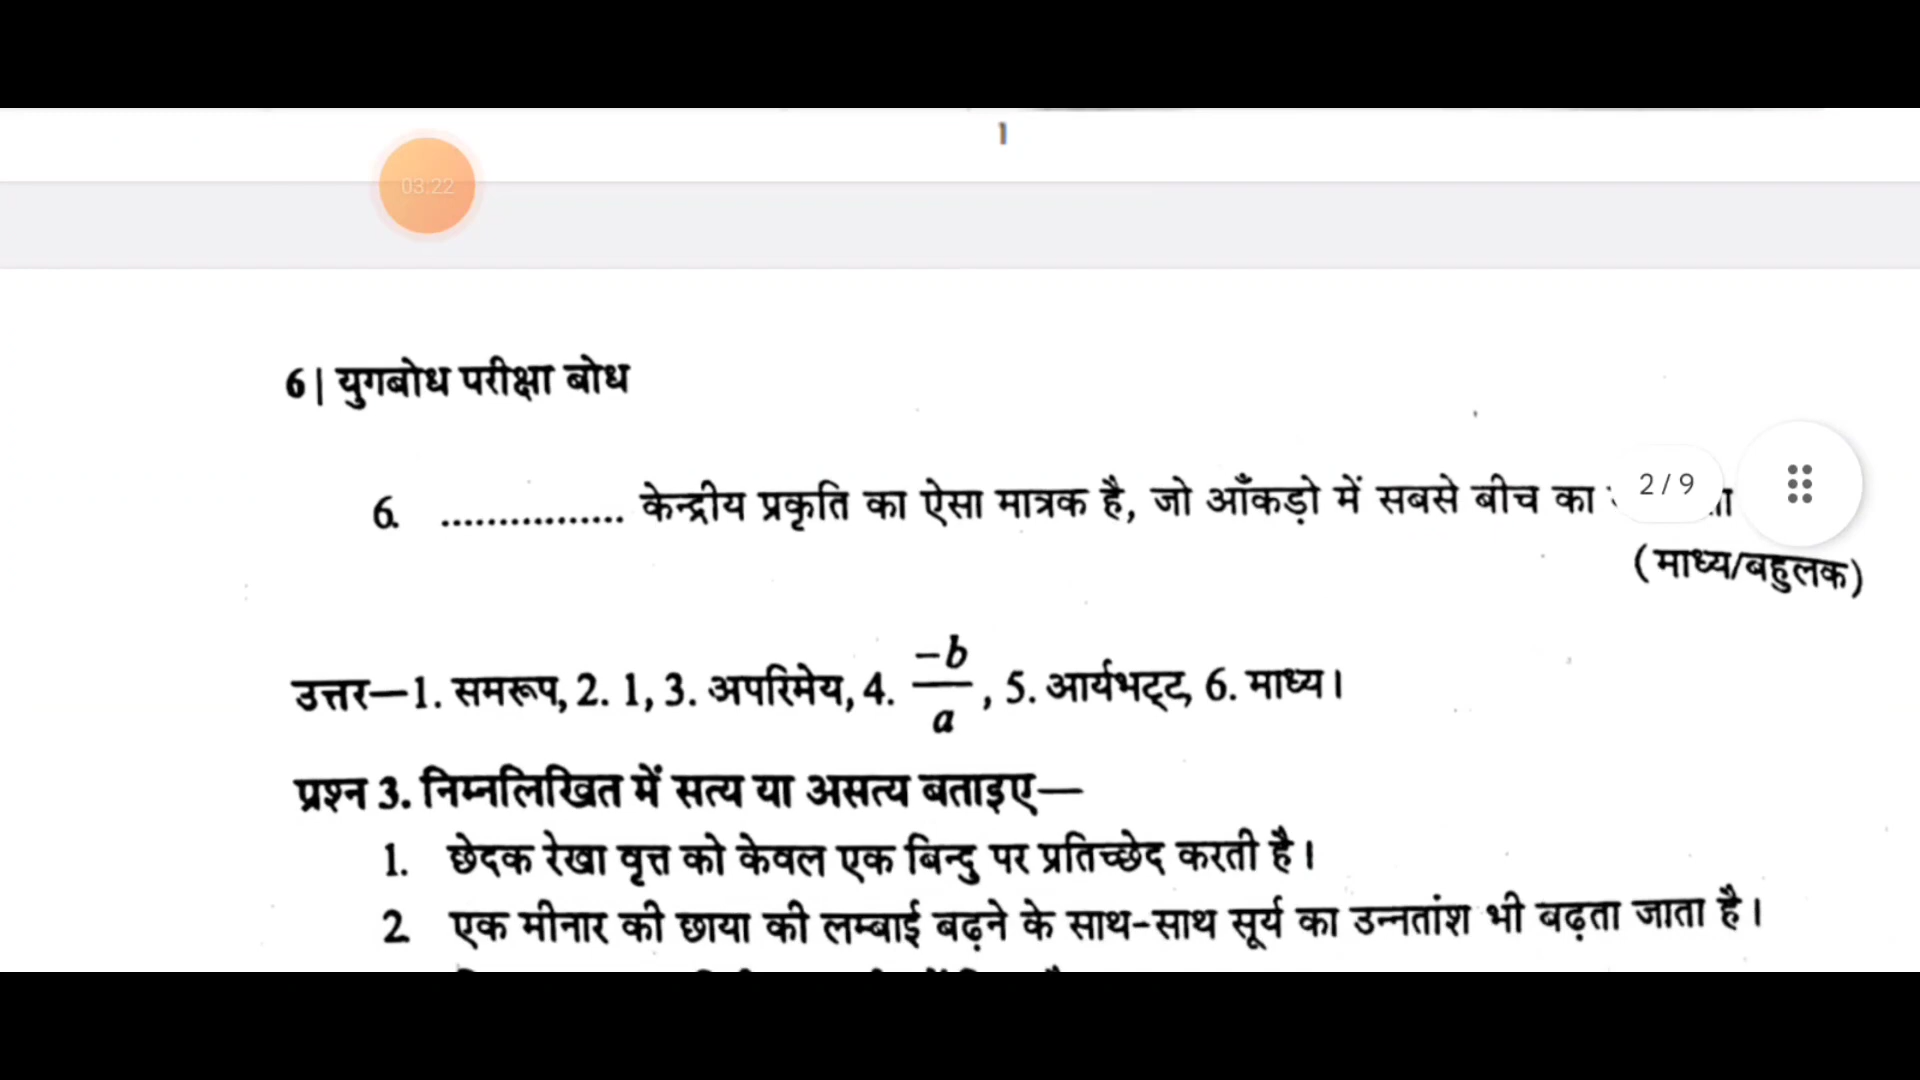 1
03:22
6| युगबोध परीक्षा बोध
6. ................ केन्द्रीय प्रकृति का ऐसा मात्रक है, जो आँकड़ो में सबसे बीच का
2 / 9
(माध्य/बहुलक)
उत्तर—1. समरूप, 2. 1, 3. अपरिमेय, 4. -b/a, 5. आर्यभट्ट, 6. माध्य।
प्रश्न 3. निम्नलिखित में सत्य या असत्य बताइए—
1. छेदक रेखा वृत्त को केवल एक बिन्दु पर प्रतिच्छेद करती है।
2. एक मीनार की छाया की लम्बाई बढ़ने के साथ-साथ सूर्य का उन्नतांश भी बढ़ता जाता है।